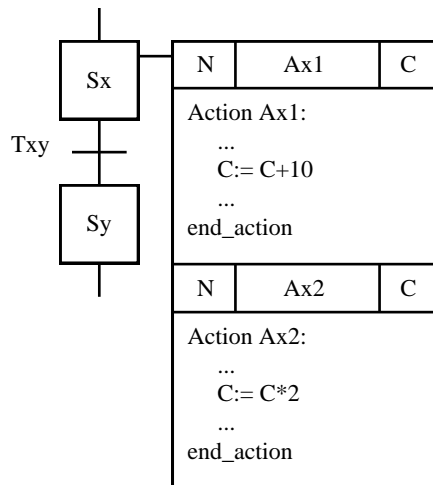 Sx
Txy
Sy
N Ax1 C
Action Ax1:
...
C:= C+10
...
end_action
N Ax2 C
Action Ax2:
...
C:= C*2
...
end_action